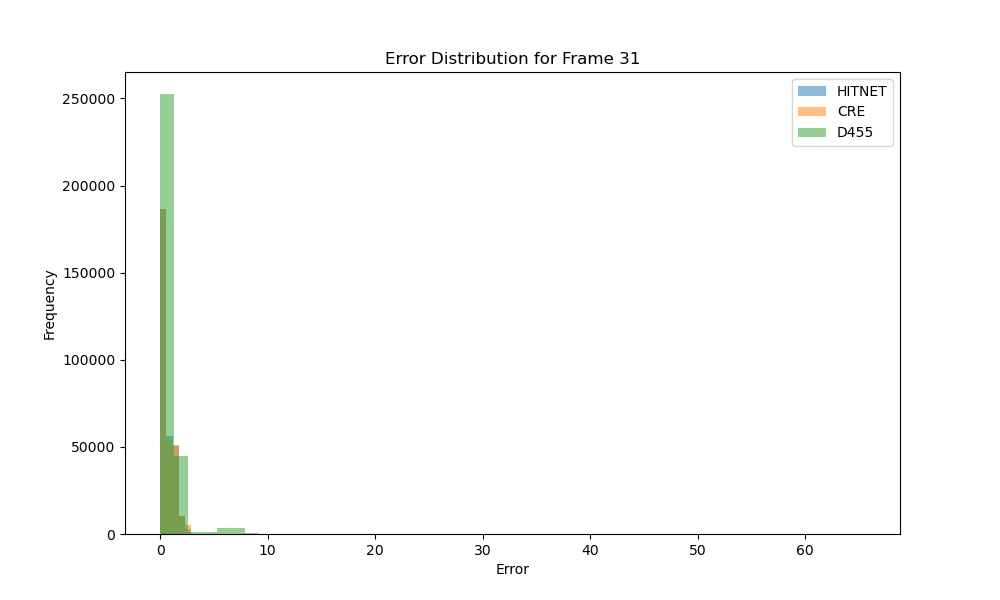 Error Distribution for Frame 31
HITNET
CRE
D455
250000
200000
150000
100000
50000
0
Frequency
0 10 20 30 40 50 60
Error